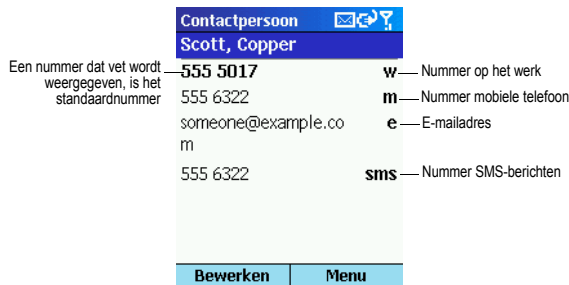 Contactpersoon
Scott, Copper
Een nummer dat vet wordt
weergegeven, is het
standaardnummer
555 5017 w
Nummer op het werk
555 6322 m
Nummer mobiele telefoon
someone@example.co e
m
E-mailadres
555 6322 sms
Nummer SMS-berichten
Bewerken Menu